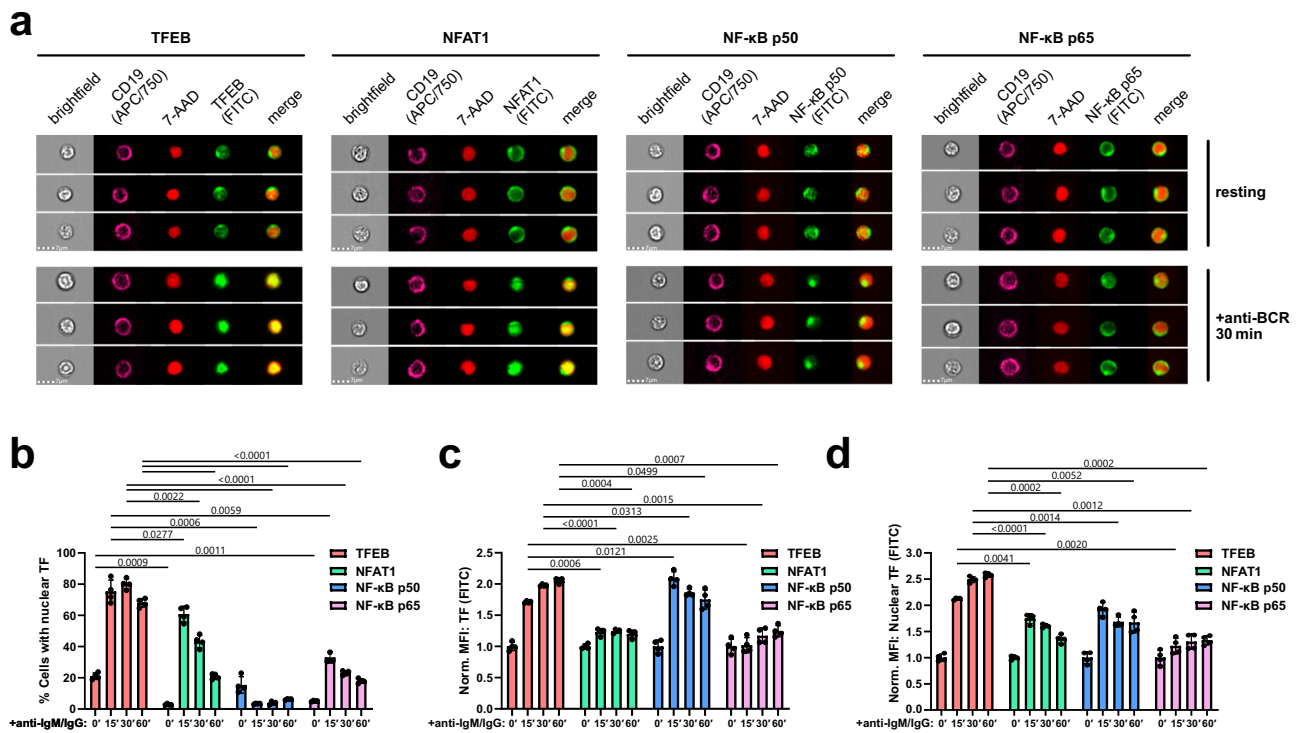 a
TFEB
NFAT1
NF-κB p50
NF-κB p65
brightfield
CD19
(APC/750)
7-AAD
TFEB
(FITC)
merge
brightfield
CD19
(APC/750)
7-AAD
NFAT1
(FITC)
merge
brightfield
CD19
(APC/750)
7-AAD
NF-κB p50
(FITC)
merge
brightfield
CD19
(APC/750)
7-AAD
NF-κB p65
(FITC)
merge
resting
7μm
7μm
7μm
7μm
+anti-BCR
30 min
7μm
7μm
7μm
7μm
b
<0.0001
<0.0001
0.0022
0.0059
0.0006
0.0277
0.0011
0.0009
% Cells with nuclear TF
100
80
60
40
20
0
TFEB
NFAT1
NF-κB p50
NF-κB p65
+anti-IgM/IgG: 0' 15' 30' 60' 0' 15' 30' 60' 0' 15' 30' 60' 0' 15' 30' 60'
c
0.0007
0.0499
0.0004
0.0015
0.0313
<0.0001
0.0025
0.0121
0.0006
Norm. MFI: TF (FITC)
2.5
2.0
1.5
1.0
0.5
0.0
TFEB
NFAT1
NF-κB p50
NF-κB p65
+anti-IgM/IgG: 0' 15' 30' 60' 0' 15' 30' 60' 0' 15' 30' 60' 0' 15' 30' 60'
d
0.0002
0.0052
0.0002
0.0012
0.0014
<0.0001
0.0020
0.0041
Norm. MFI: Nuclear TF (FITC)
3.0
2.5
2.0
1.5
1.0
0.5
0.0
TFEB
NFAT1
NF-κB p50
NF-κB p65
+anti-IgM/IgG: 0' 15' 30' 60' 0' 15' 30' 60' 0' 15' 30' 60' 0' 15' 30' 60'